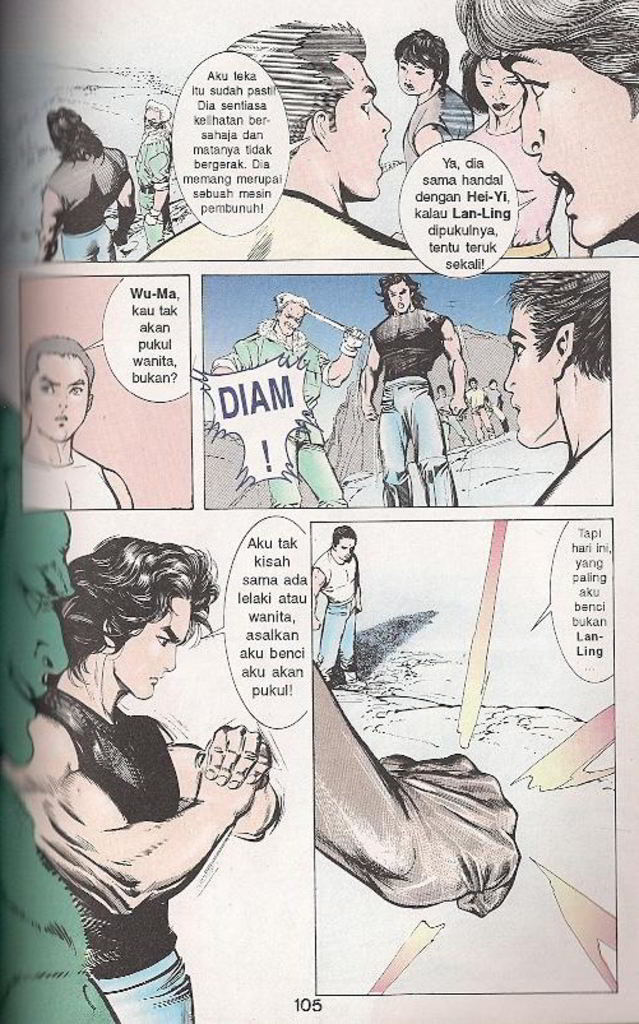 Aku teka
itu sudah pasti!
Dia sentiasa
kelihatan ber-
sahaja dan
matanya tidak
bergerak. Dia
memang merupai
sebuah mesin
pembunuh!
Ya, dia
sama handal
dengan Hei-Yi,
kalau Lan-Ling
dipukulnya,
tentu teruk
sekali!
Wu-Ma,
kau tak
akan
pukul
wanita,
bukan?
DIAM
!
Aku tak
kisah
sama ada
lelaki atau
wanita,
asalkan
aku benci
aku akan
pukul!
Tapi
hari ini,
yang
paling
aku
benci
bukan
Lan-
Ling
...
105